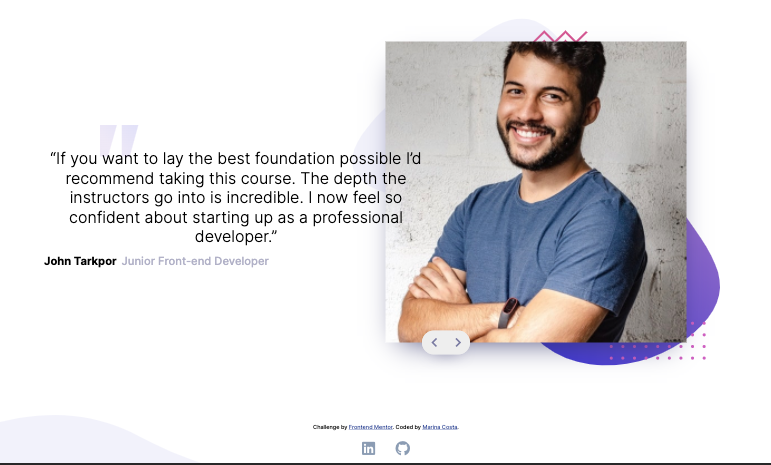 “If you want to lay the best foundation possible I’d
recommend taking this course. The depth the
instructors go into is incredible. I now feel so
confident about starting up as a professional
developer.”
John Tarkpor Junior Front-end Developer
Challenge by Frontend Mentor. Coded by Marina Costa.
in